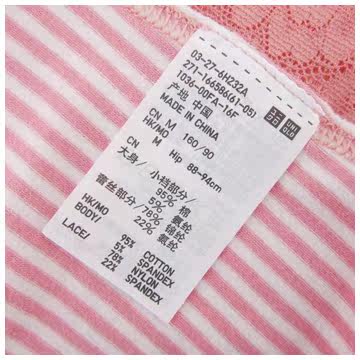 03-27-6H232A
271-166586(61-05)
1036-00FA-16F
产地 中国
MADE IN CHINA
CN M 160/90
HK/MO M Hip 88-94cm
CN
大身/ 小裆部分/
95% 棉
5% 氨纶
蕾丝部分/78% 锦纶
22% 氨纶
HK/MO
BODY/
95% COTTON
5% SPANDEX
LACE/
78% NYLON
22% SPANDEX
UNI
QLO